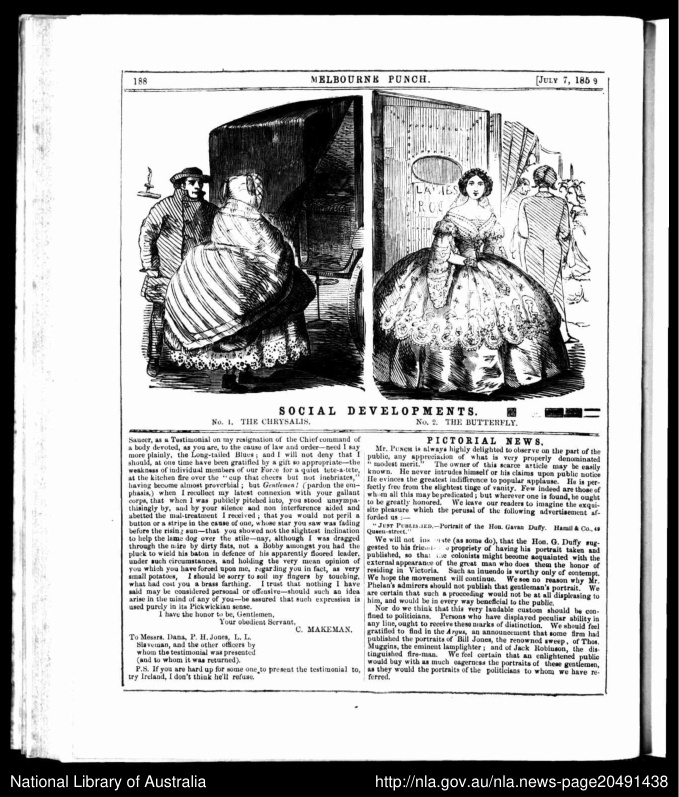 188
MELBOURNE PUNCH.
[JULY 7, 1859
LADIES
SOCIAL DEVELOPMENTS.
No. 1. THE CHRYSALIS.
No. 2. THE BUTTERFLY.
Saucer, as a Testimonial on my resignation of the Chief command of
a body devoted, as you are, to the cause of law and order—need I say
more plainly, the Long-tailed Blues; and I will not deny that I
should, at one time have been gratified by a gift so appropriate—the
weakness of individual members of our Force for a quiet tete-a-tete,
at the kitchen fire over the "cup that cheers but not inebriates,"
having become almost proverbial; but Gentlemen! (pardon the em-
phasis,) when I recollect my latest connexion with your gallant
corps, that when I was publicly pitched into, you stood unsympa-
thisingly by, and by your silence and non interference aided and
abetted the mal-treatment I received; that you would not peril a
button or a stripe in the cause of one, whose star you saw was fading
before the rising sun—that you showed not the slightest inclination
to help the lame dog over the stile—nay, although I was dragged
through the mire by dirty flats, not a Bobby amongst you had the
pluck to wield his baton in defence of his apparently floored leader,
under such circumstances, and holding the very mean opinion of
you which you have forced upon me, regarding you in fact, as very
small potatoes, I should be sorry to soil my fingers by touching,
what had cost you a brass farthing. I trust that nothing I have
said may be considered personal or offensive—should such an idea
arise in the mind of any of you—be assured that such expression is
used purely in its Pickwickian sense.
I have the honor to be, Gentlemen,
Your obedient Servant,
C. MAKEMAN.
To Messrs. Dana, P. H. Jones, L. L.
Slaveman, and the other officers by
whom the testimonial was presented
(and to whom it was returned).
P.S. If you are hard up for some one to present the testimonial to,
try Ireland, I don't think he'll refuse.
PICTORIAL NEWS.
Mr. PUNCH is always highly delighted to observe on the part of the
public, any appreciation of what is very properly denominated
"modest merit." The owner of this scarce article may be easily
known. He never intrudes himself or his claims upon public notice
He evinces the greatest indifference to popular applause. He is per-
fectly free from the slightest tinge of vanity. Few indeed are those of
whom all this may be predicated; but wherever one is found, he ought
to be greatly honored. We leave our readers to imagine the exqui-
site pleasure which the perusal of the following advertisement af-
forded us:—
"JUST PUBLISHED.—Portrait of the Hon. Gavan Duffy. Hamil & Co., 49
Queen-street."
We will not (as some do), that the Hon. G. Duffy sug-
gested to his propriety of having his portrait taken and
published, so that the colonists might become acquainted with the
external appearance of the great man who does them the honor of
residing in Victoria. Such an inuendo is worthy only of contempt.
We hope the movement will continue. We see no reason why Mr.
Phelan's admirers should not publish that gentleman's portrait. We
are certain that such a proceeding would not be at all displeasing to
him, and would be in every way beneficial to the public.
Nor do we think that this very laudable custom should be con-
fined to politicians. Persons who have displayed peculiar ability in
any line, ought to receive these marks of distinction. We should feel
gratified to find in the Argus, an announcement that some firm had
published the portraits of Bill Jones, the renowned sweep, of Thos.
Muggins, the eminent lamplighter; and of Jack Robinson, the dis-
tinguished fire-man. We feel certain that an enlightened public
would buy with as much eagerness the portraits of these gentlemen,
as they would the portraits of the politicians to whom we have re-
ferred.
National Library of Australia
http://nla.gov.au/nla.news-page20491438